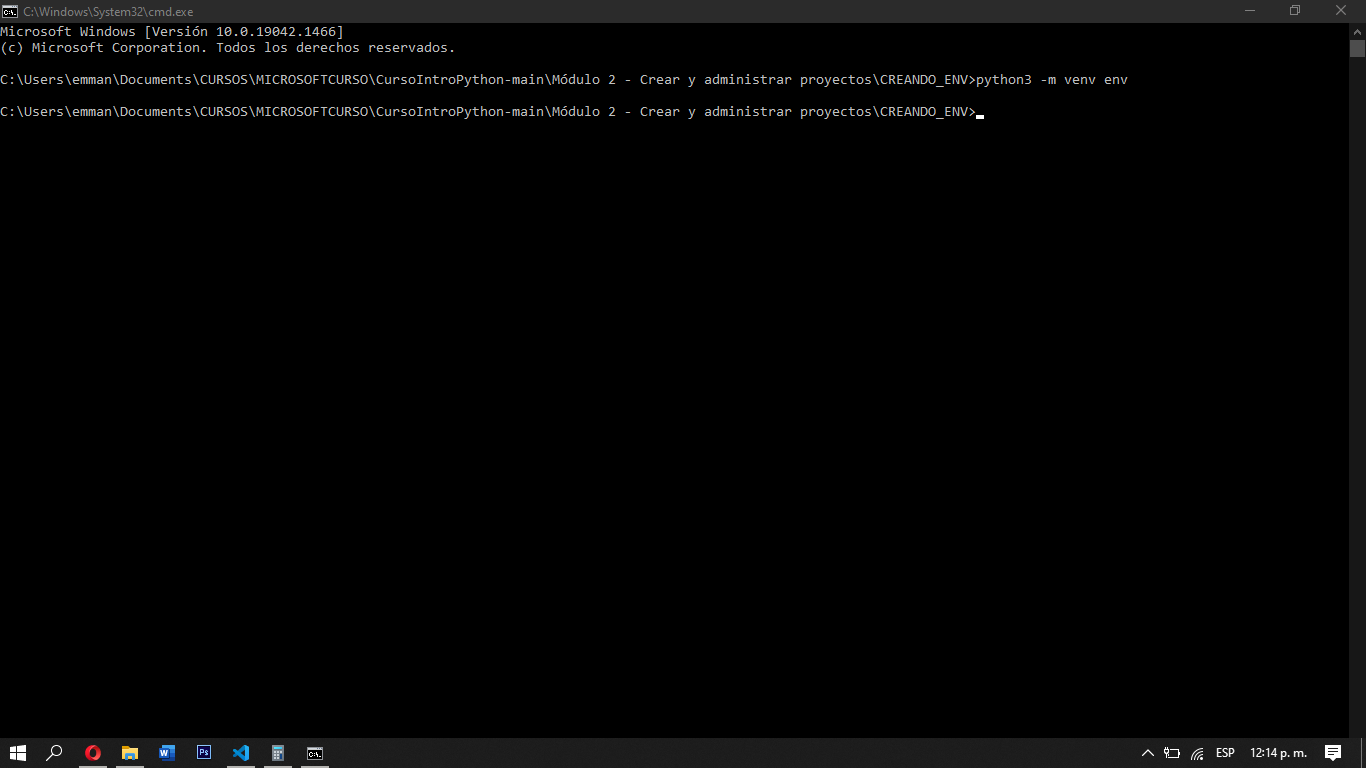 C:\Windows\System32\cmd.exe
Microsoft Windows [Versión 10.0.19042.1466]
(c) Microsoft Corporation. Todos los derechos reservados.
C:\Users\emman\Documents\CURSOS\MICROSOFTCURSO\CursoIntroPython-main\Módulo 2 - Crear y administrar proyectos\CREANDO_ENV>python3 -m venv env
C:\Users\emman\Documents\CURSOS\MICROSOFTCURSO\CursoIntroPython-main\Módulo 2 - Crear y administrar proyectos\CREANDO_ENV>
ESP 12:14 p. m.